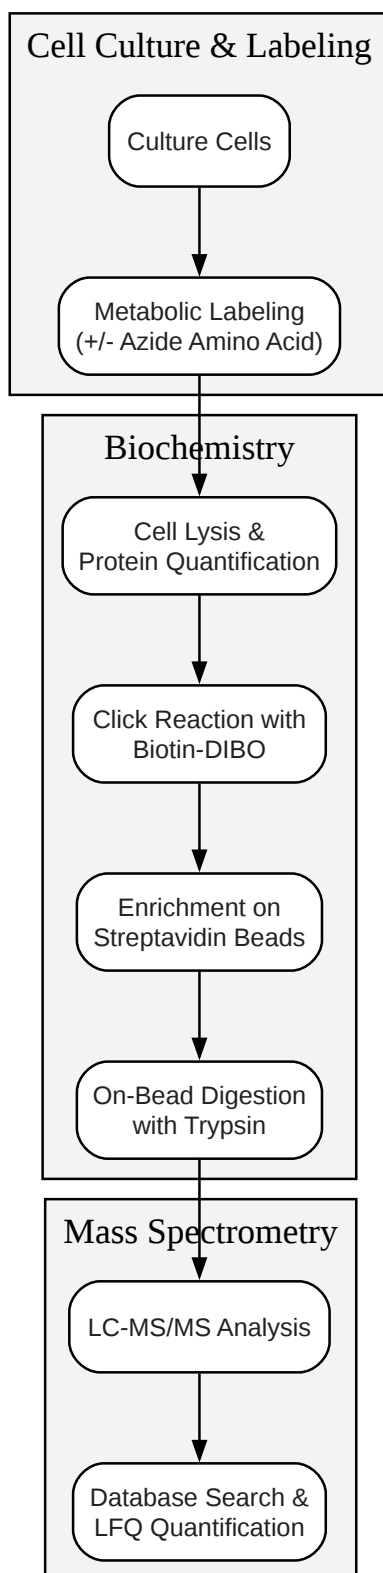 Cell Culture & Labeling
Culture Cells
Metabolic Labeling
(+/- Azide Amino Acid)
Biochemistry
Cell Lysis &
Protein Quantification
Click Reaction with
Biotin-DIBO
Enrichment on
Streptavidin Beads
On-Bead Digestion
with Trypsin
Mass Spectrometry
LC-MS/MS Analysis
Database Search &
LFQ Quantification